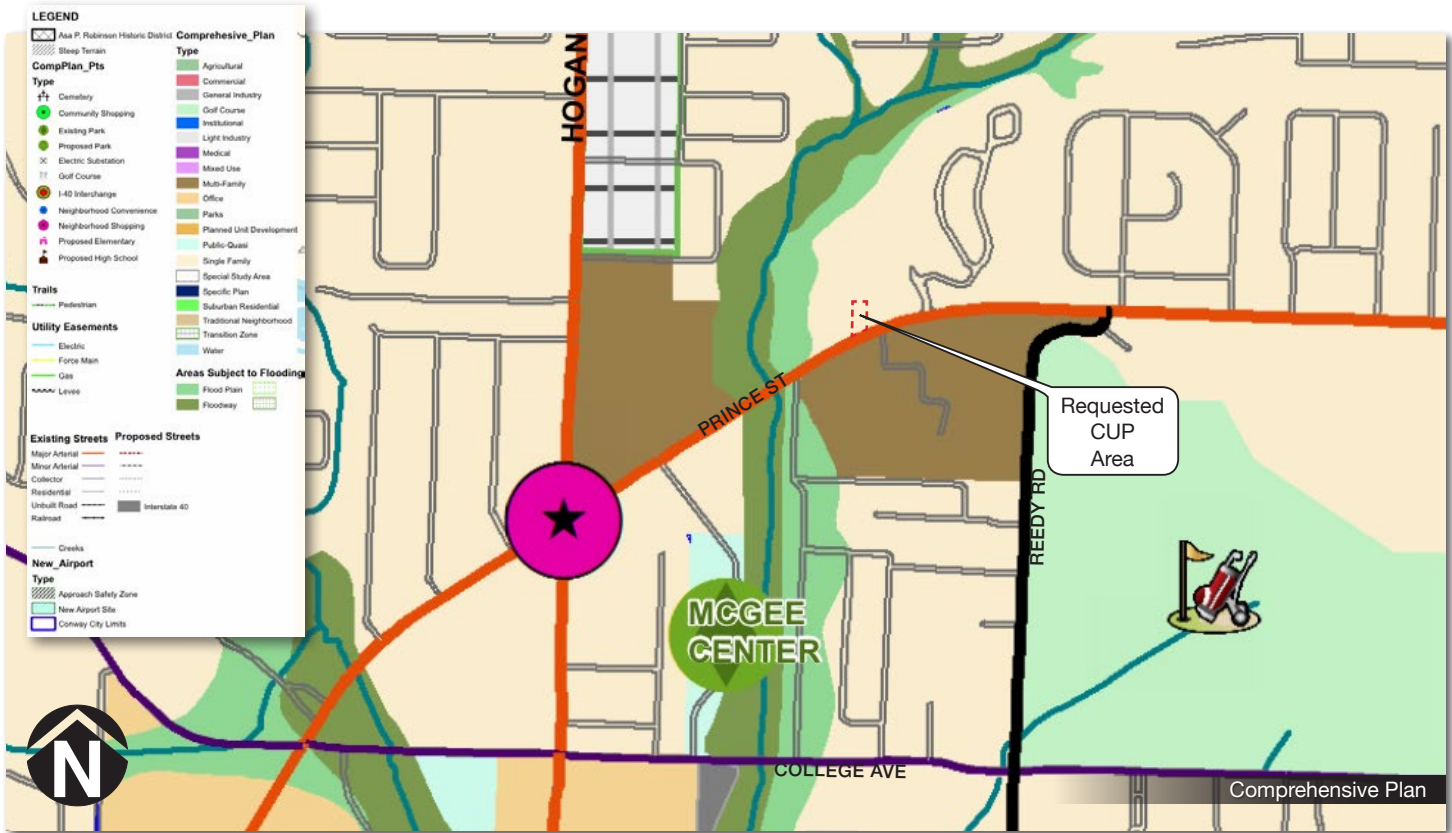 LEGEND
Asa P. Robinson Historic District
Steep Terrain
CompPlan_Pts
Type
Cemetery
Community Shopping
Existing Park
Proposed Park
Electric Substation
Golf Course
I-40 Interchange
Neighborhood Convenience
Neighborhood Shopping
Proposed Elementary
Proposed High School
Trails
Pedestrian
Utility Easements
Electric
Force Main
Gas
Levee
Comprehesive_Plan
Type
Agricultural
Commercial
General Industry
Golf Course
Institutional
Light Industry
Medical
Mixed Use
Multi-Family
Office
Parks
Planned Unit Development
Public-Quasi
Single Family
Special Study Area
Specific Plan
Suburban Residential
Traditional Neighborhood
Transition Zone
Water
Areas Subject to Flooding
Flood Plain
Floodway
Existing Streets
Major Arterial
Minor Arterial
Collector
Residential
Unbuilt Road
Railroad
Proposed Streets
Interstate 40
Creeks
New_Airport
Type
Approach Safety Zone
New Airport Site
Conway City Limits
HOGAN
PRINCE ST
Requested
CUP
Area
REEDY RD
MCGEE
CENTER
COLLEGE AVE
N
Comprehensive Plan